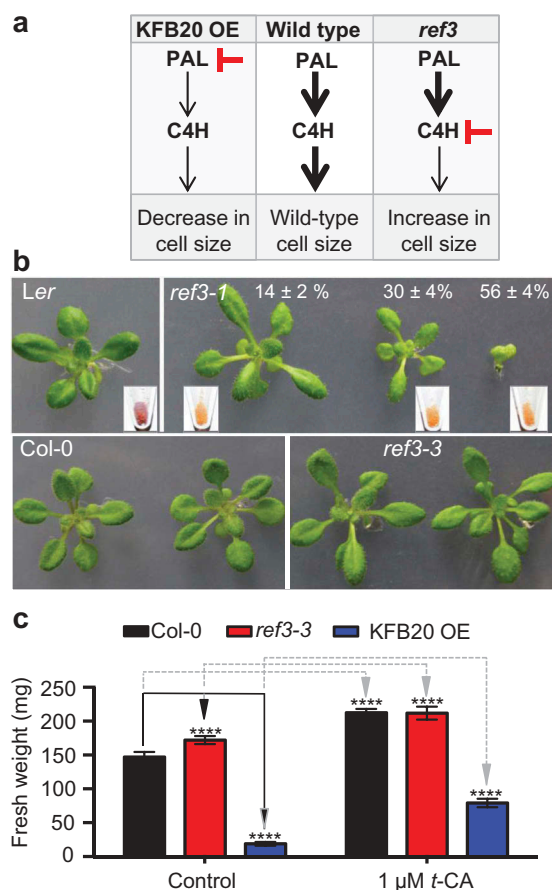 a
KFB20 OE Wild type ref3
PAL PAL PAL
C4H C4H C4H
Decrease in cell size Wild-type cell size Increase in cell size
b
Ler ref3-1 14 ± 2 % 30 ± 4% 56 ± 4%
Col-0 ref3-3
c
Col-0 ref3-3 KFB20 OE
Fresh weight (mg)
250
200
150
100
50
0
**** **** **** **** ****
Control 1 µM t-CA